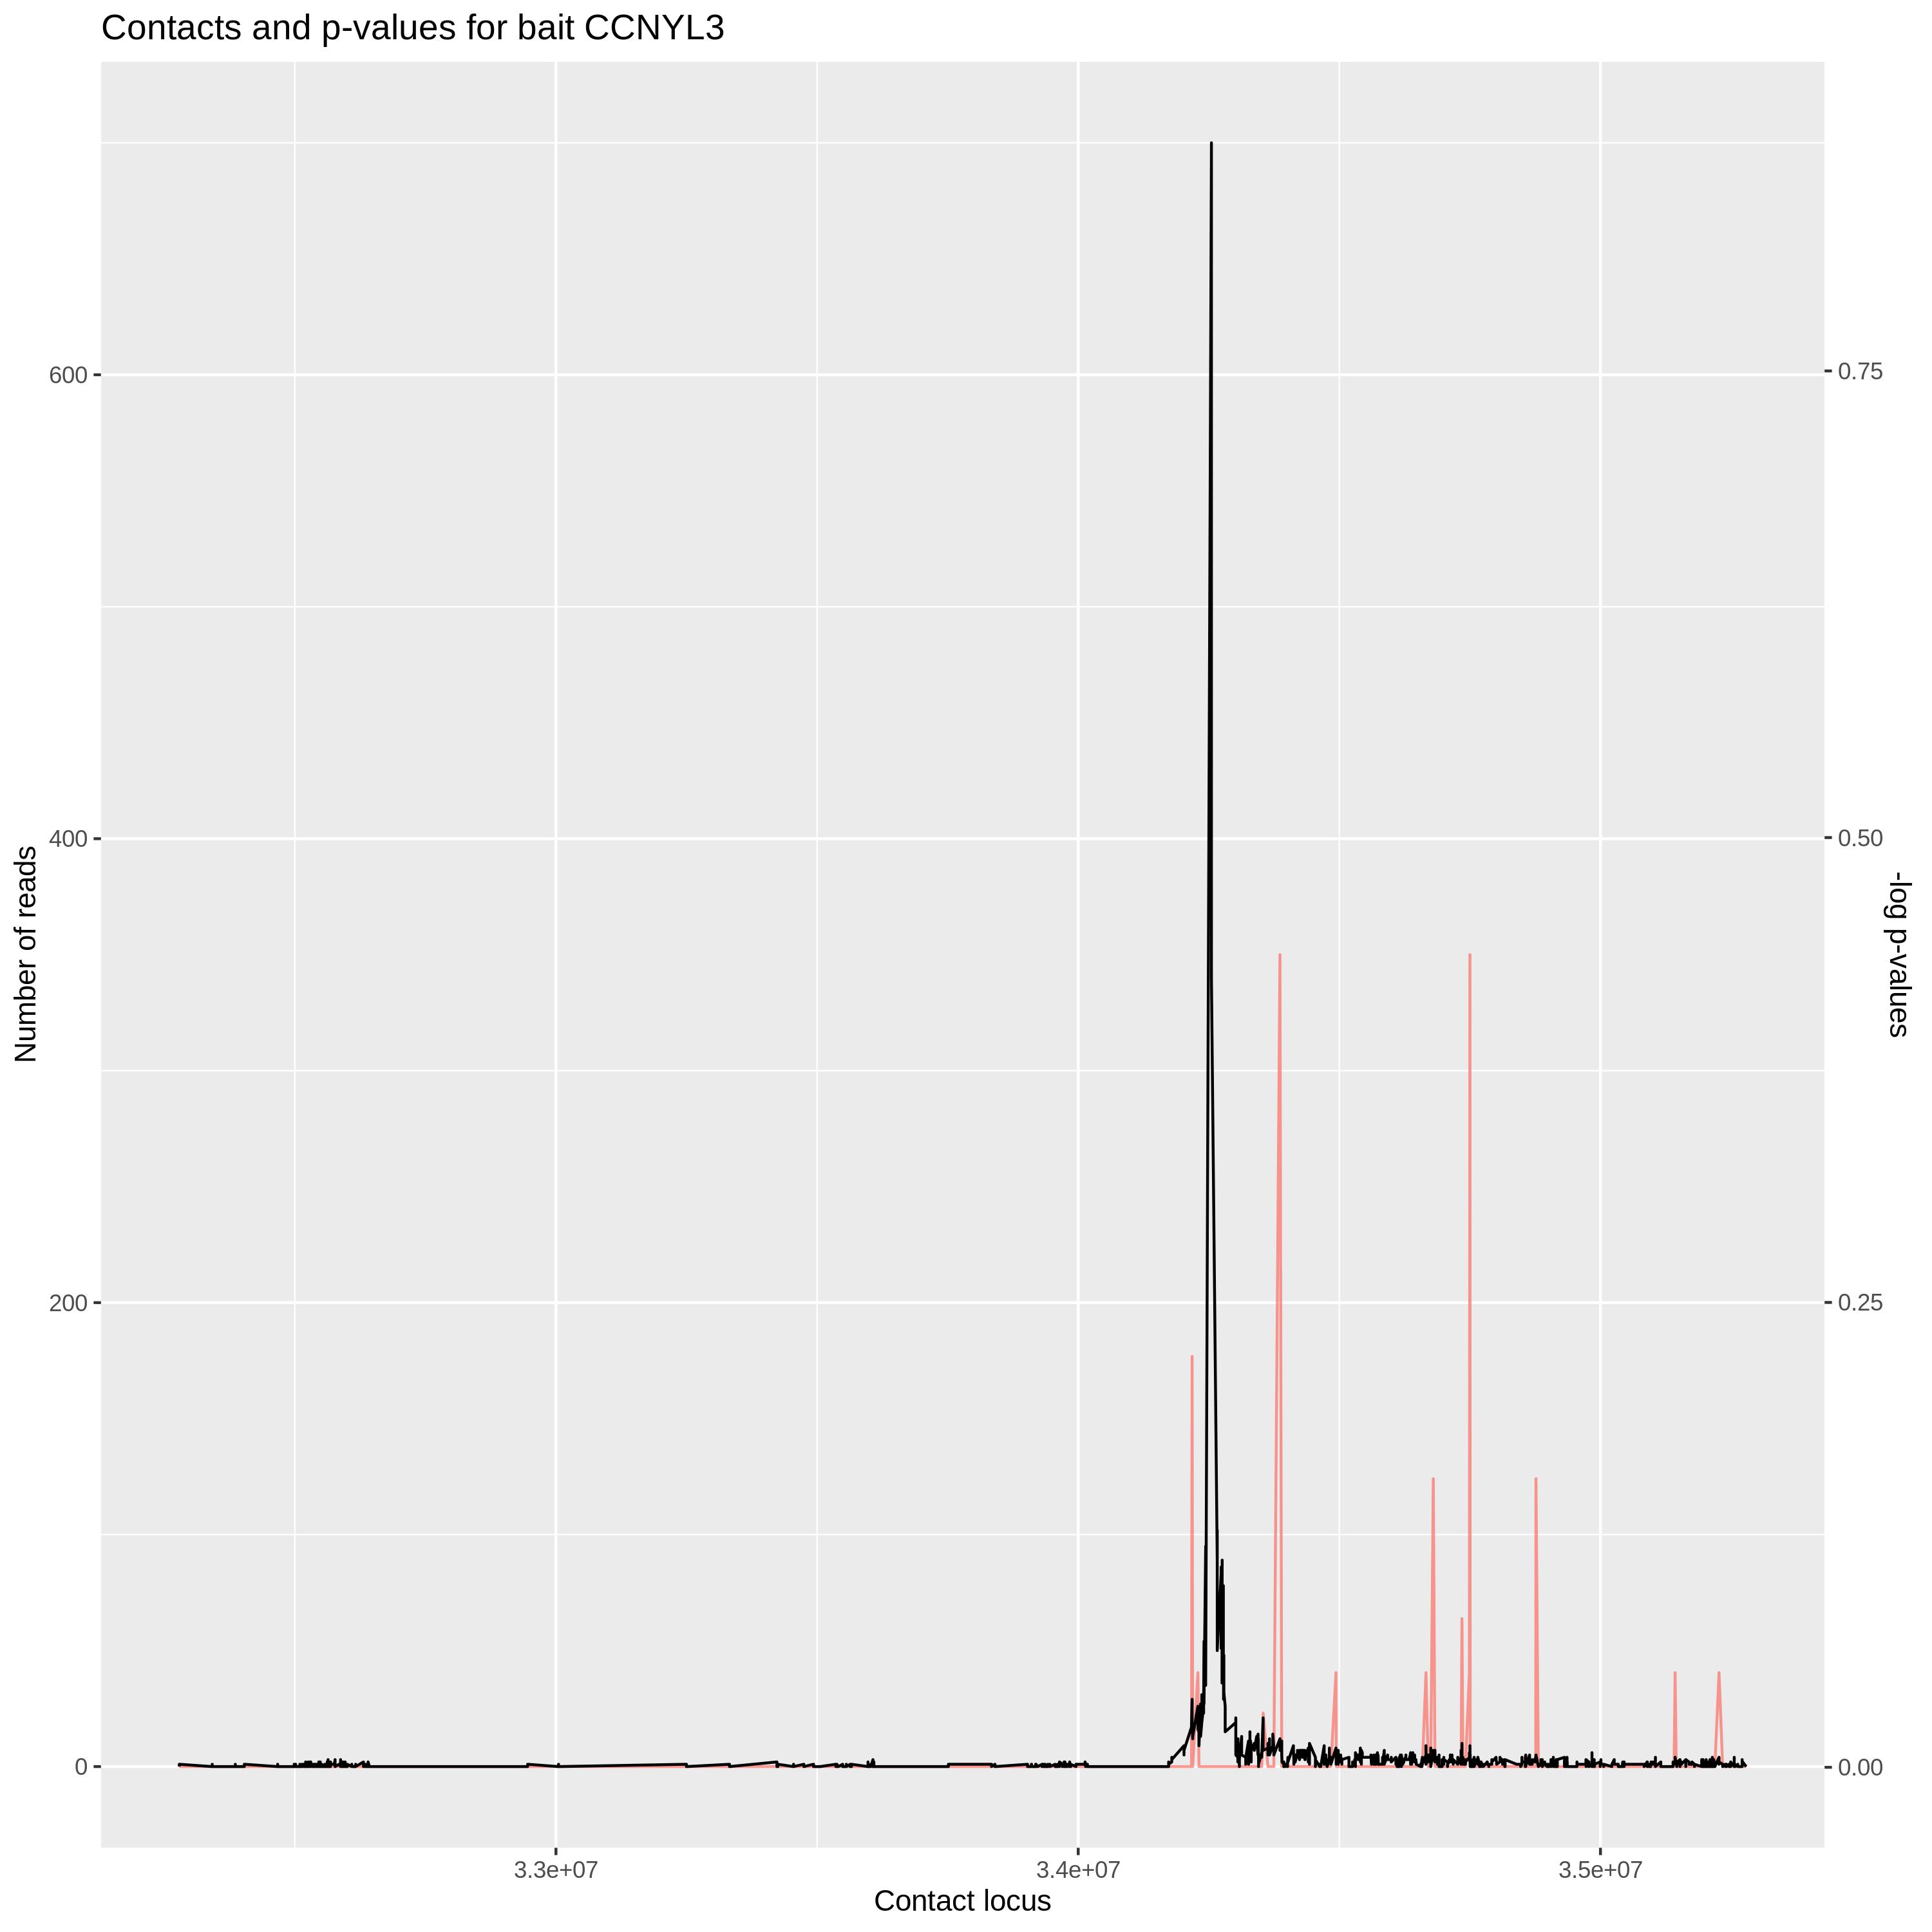 Contacts and p-values for bait CCNYL3
600
400
200
0
Number of reads
0.75
0.50
0.25
0.00
-log p-values
3.3e+07
3.4e+07
3.5e+07
Contact locus